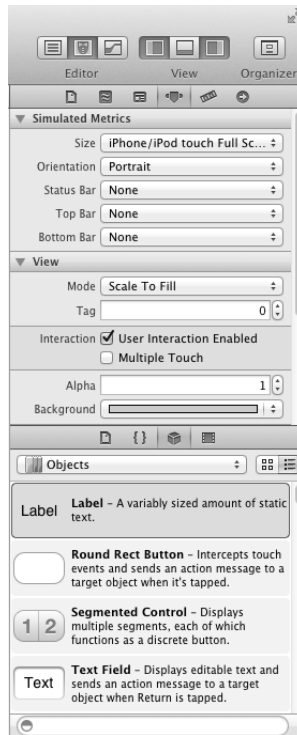 Editor View Organizer
Simulated Metrics
Size iPhone/iPod touch Full Sc...
Orientation Portrait
Status Bar None
Top Bar None
Bottom Bar None
View
Mode Scale To Fill
Tag 0
Interaction User Interaction Enabled
Multiple Touch
Alpha 1
Background
{}
Objects
Label Label – A variably sized amount of static
text.
Round Rect Button – Intercepts touch
events and sends an action message to a
target object when it's tapped.
1 2 Segmented Control – Displays
multiple segments, each of which
functions as a discrete button.
Text Text Field – Displays editable text and
sends an action message to a target
object when Return is tapped.